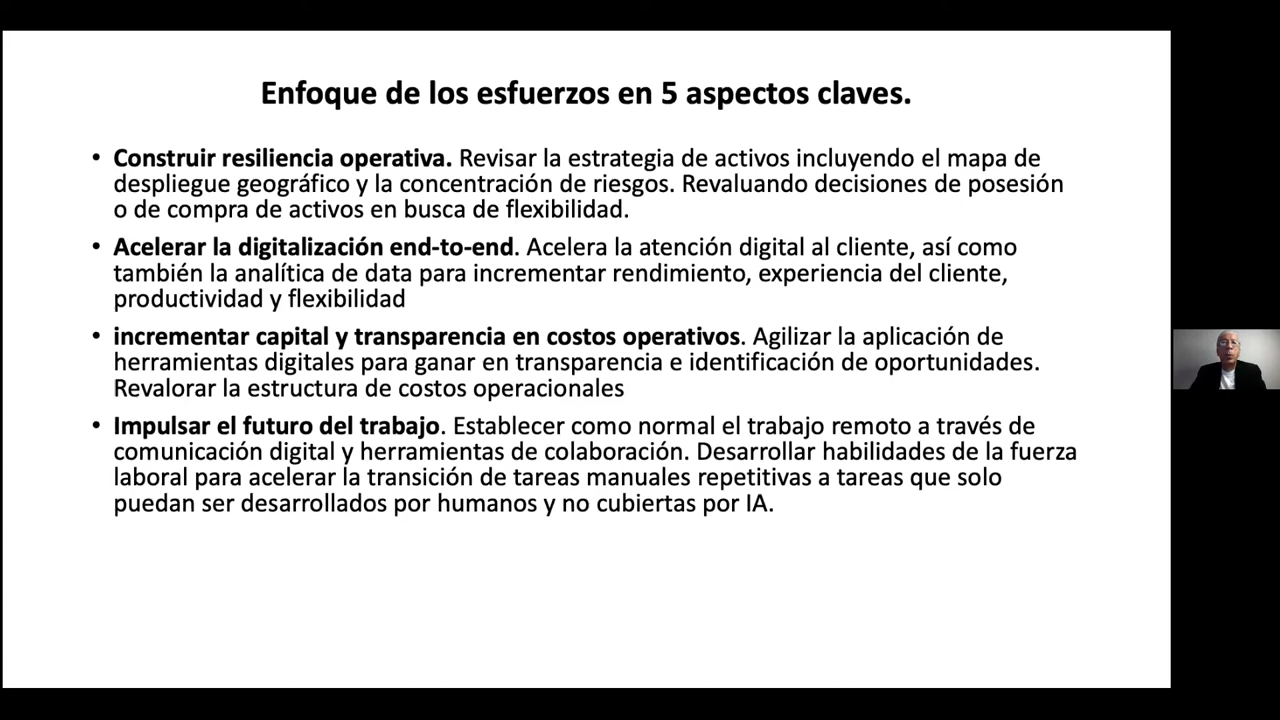 Enfoque de los esfuerzos en 5 aspectos claves.
• Construir resiliencia operativa. Revisar la estrategia de activos incluyendo el mapa de
despliegue geográfico y la concentración de riesgos. Revaluando decisiones de posesión
o de compra de activos en busca de flexibilidad.
• Acelerar la digitalización end-to-end. Acelera la atención digital al cliente, así como
también la analítica de data para incrementar rendimiento, experiencia del cliente,
productividad y flexibilidad
• incrementar capital y transparencia en costos operativos. Agilizar la aplicación de
herramientas digitales para ganar en transparencia e identificación de oportunidades.
Revalorar la estructura de costos operacionales
• Impulsar el futuro del trabajo. Establecer como normal el trabajo remoto a través de
comunicación digital y herramientas de colaboración. Desarrollar habilidades de la fuerza
laboral para acelerar la transición de tareas manuales repetitivas a tareas que solo
puedan ser desarrollados por humanos y no cubiertas por IA.